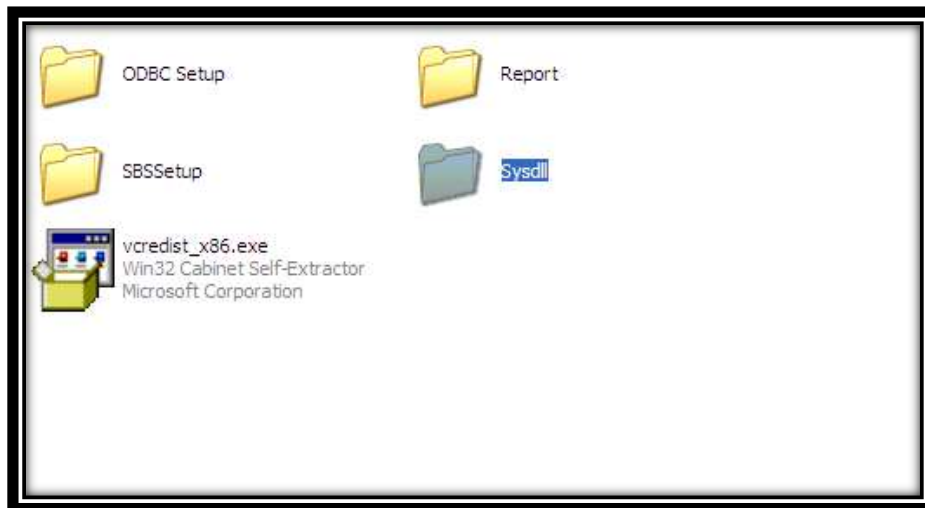 ODBC Setup
Report
SBSSetup
Sysdll
vcredist_x86.exe
Win32 Cabinet Self-Extractor
Microsoft Corporation